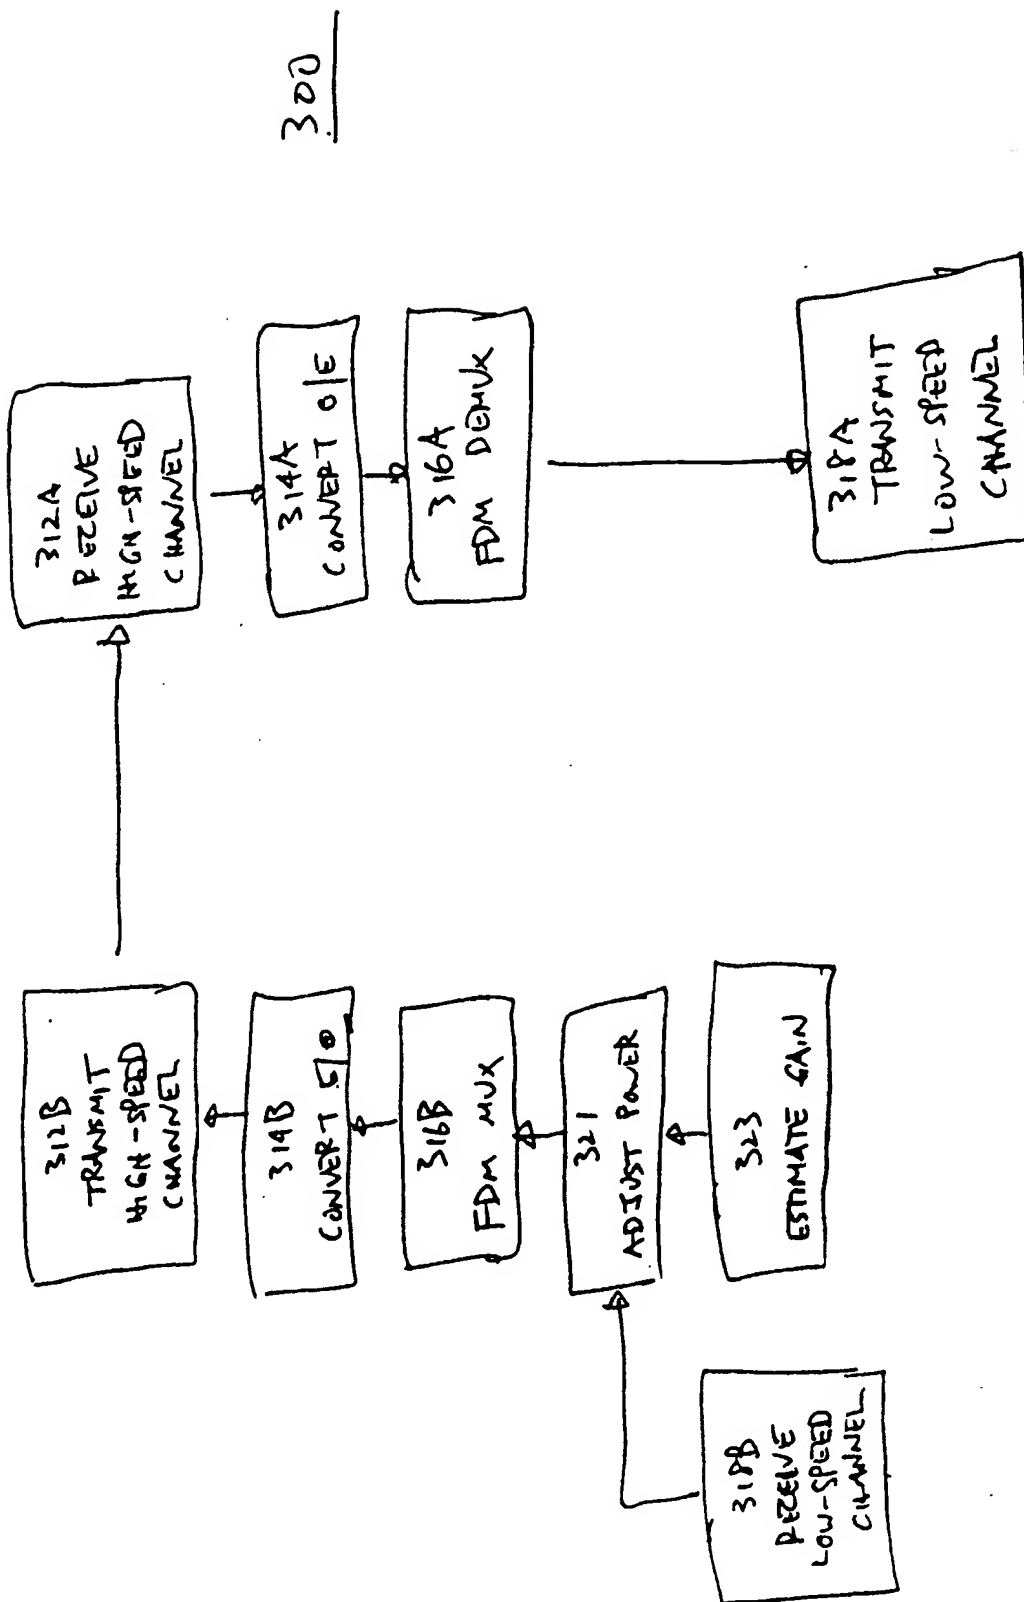 300
312B
TRANSMIT
HIGH-SPEED
CHANNEL
314B
CONVERT E/O
316B
FDM MUX
321
ADJUST POWER
323
ESTIMATE GAIN
318B
RECEIVE
LOW-SPEED
CHANNEL
312A
RECEIVE
HIGH-SPEED
CHANNEL
314A
CONVERT O/E
316A
FDM DEMUX
318A
TRANSMIT
LOW-SPEED
CHANNEL